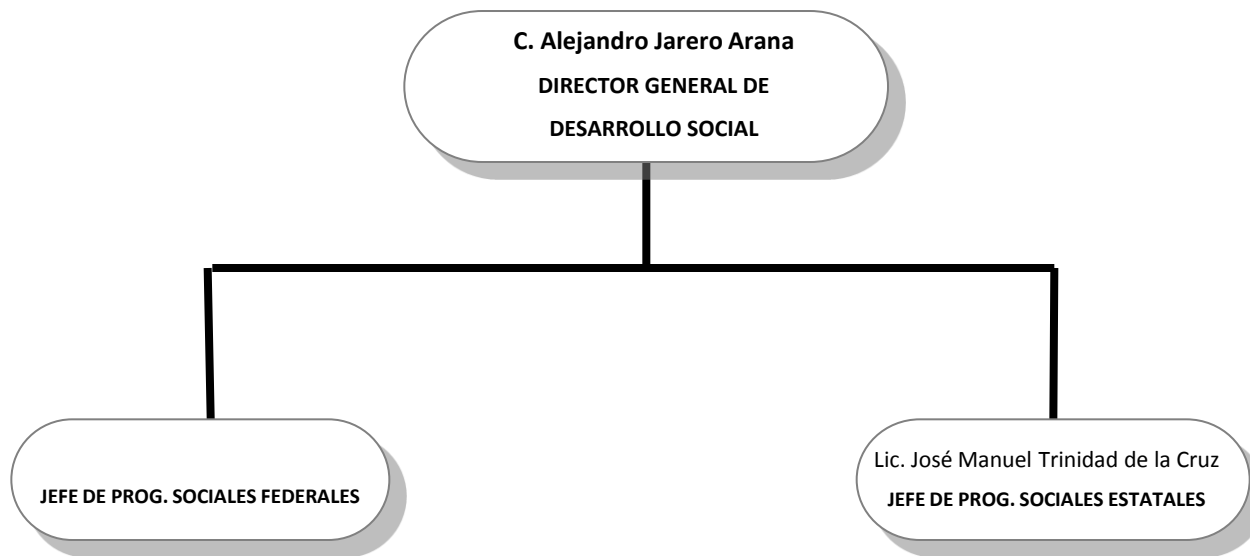 C. Alejandro Jarero Arana
DIRECTOR GENERAL DE
DESARROLLO SOCIAL
JEFE DE PROG. SOCIALES FEDERALES
Lic. José Manuel Trinidad de la Cruz
JEFE DE PROG. SOCIALES ESTATALES